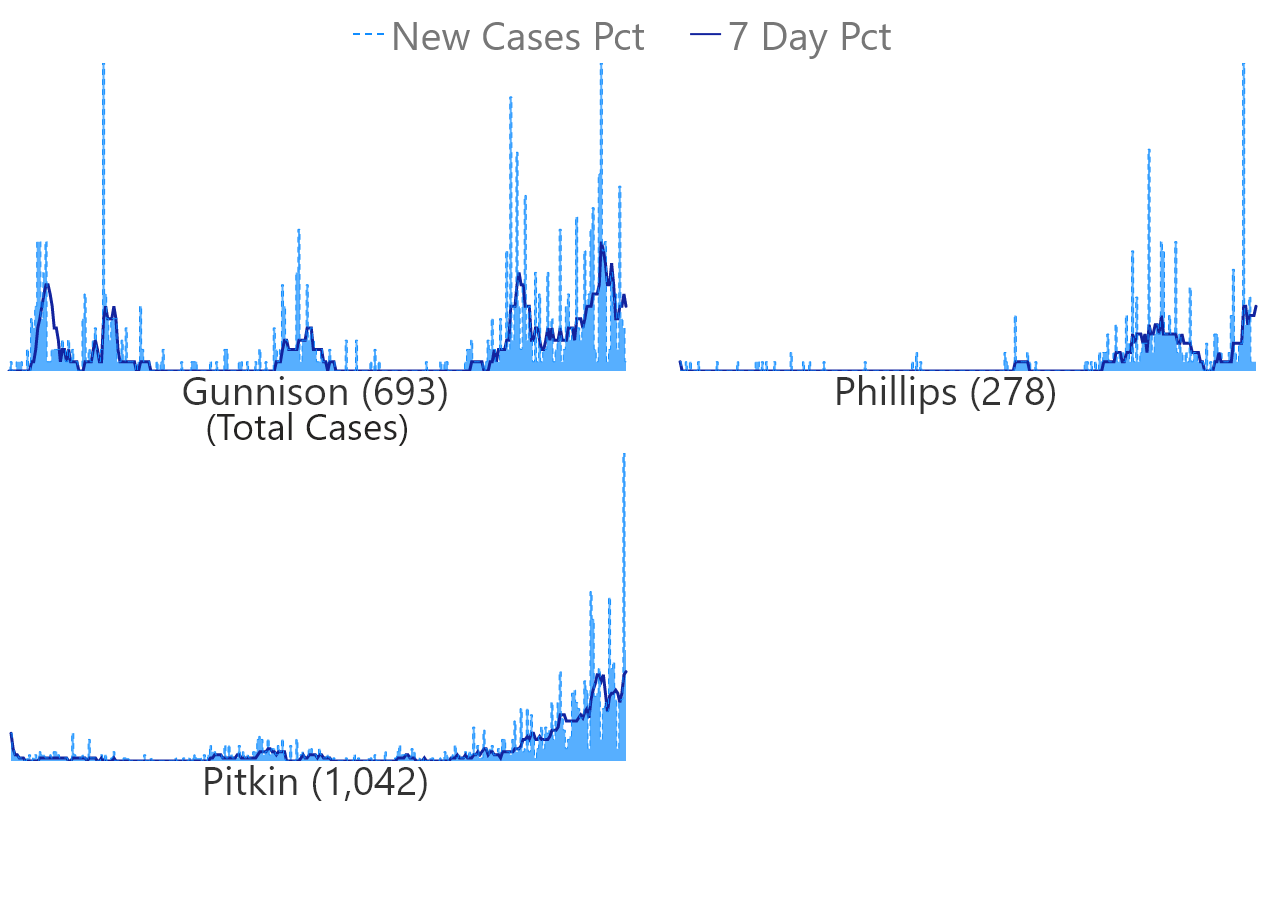 New Cases Pct 7 Day Pct
Gunnison (693)
(Total Cases)
Phillips (278)
Pitkin (1,042)